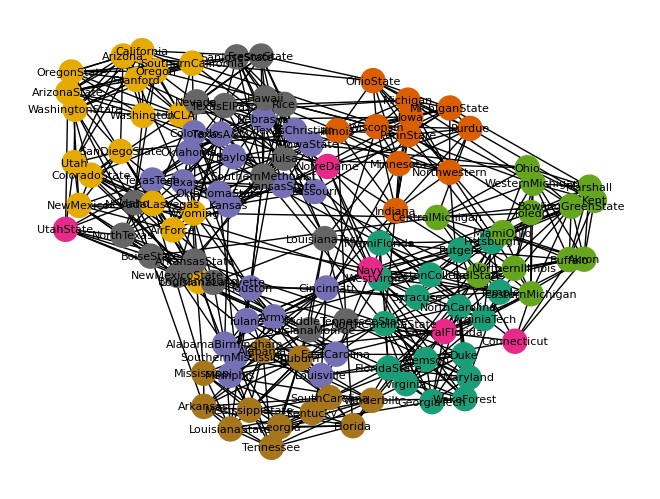 California
Arizona
SouthernCalifornia
FresnoState
OregonState
Oregon
Stanford
ArizonaState
WashingtonState
Washington
UCLA
Nevada
TexasElPaso
Hawaii
Rice
Nebraska
TexasChristian
IowaState
Colorado
Oklahoma
Baylor
Tulsa
SouthernMethodist
KansasState
Missouri
NotreDame
OhioState
Michigan
MichiganState
Iowa
Illinois
Wisconsin
PennState
Purdue
Minnesota
Northwestern
Indiana
Ohio
WesternMichigan
Marshall
Kent
BowlingGreenState
Toledo
CentralMichigan
MiamiOhio
Pittsburgh
Rutgers
Buffalo
Akron
BallState
NorthernIllinois
EasternMichigan
Temple
SanDiegoState
Utah
ColoradoState
TexasTech
Texas
OklahomaState
Kansas
NewMexico
Wyoming
AirForce
UtahState
NorthTexas
BoiseState
ArkansasState
NewMexicoState
Houston
Cincinnati
MiamiFlorida
Navy
WestVirginia
BostonCollege
Syracuse
NorthCarolina
VirginiaTech
NorthCarolinaState
CentralFlorida
Connecticut
Tulane
Army
MiddleTennesseeState
LouisianaMonroe
AlabamaBirmingham
Alabama
SouthernMississippi
Auburn
EastCarolina
Mississippi
Memphis
Louisville
FloridaState
Clemson
Duke
Virginia
Maryland
GeorgiaTech
WakeForest
Arkansas
MississippiState
SouthCarolina
Vanderbilt
Kentucky
LouisianaState
Georgia
Florida
Tennessee